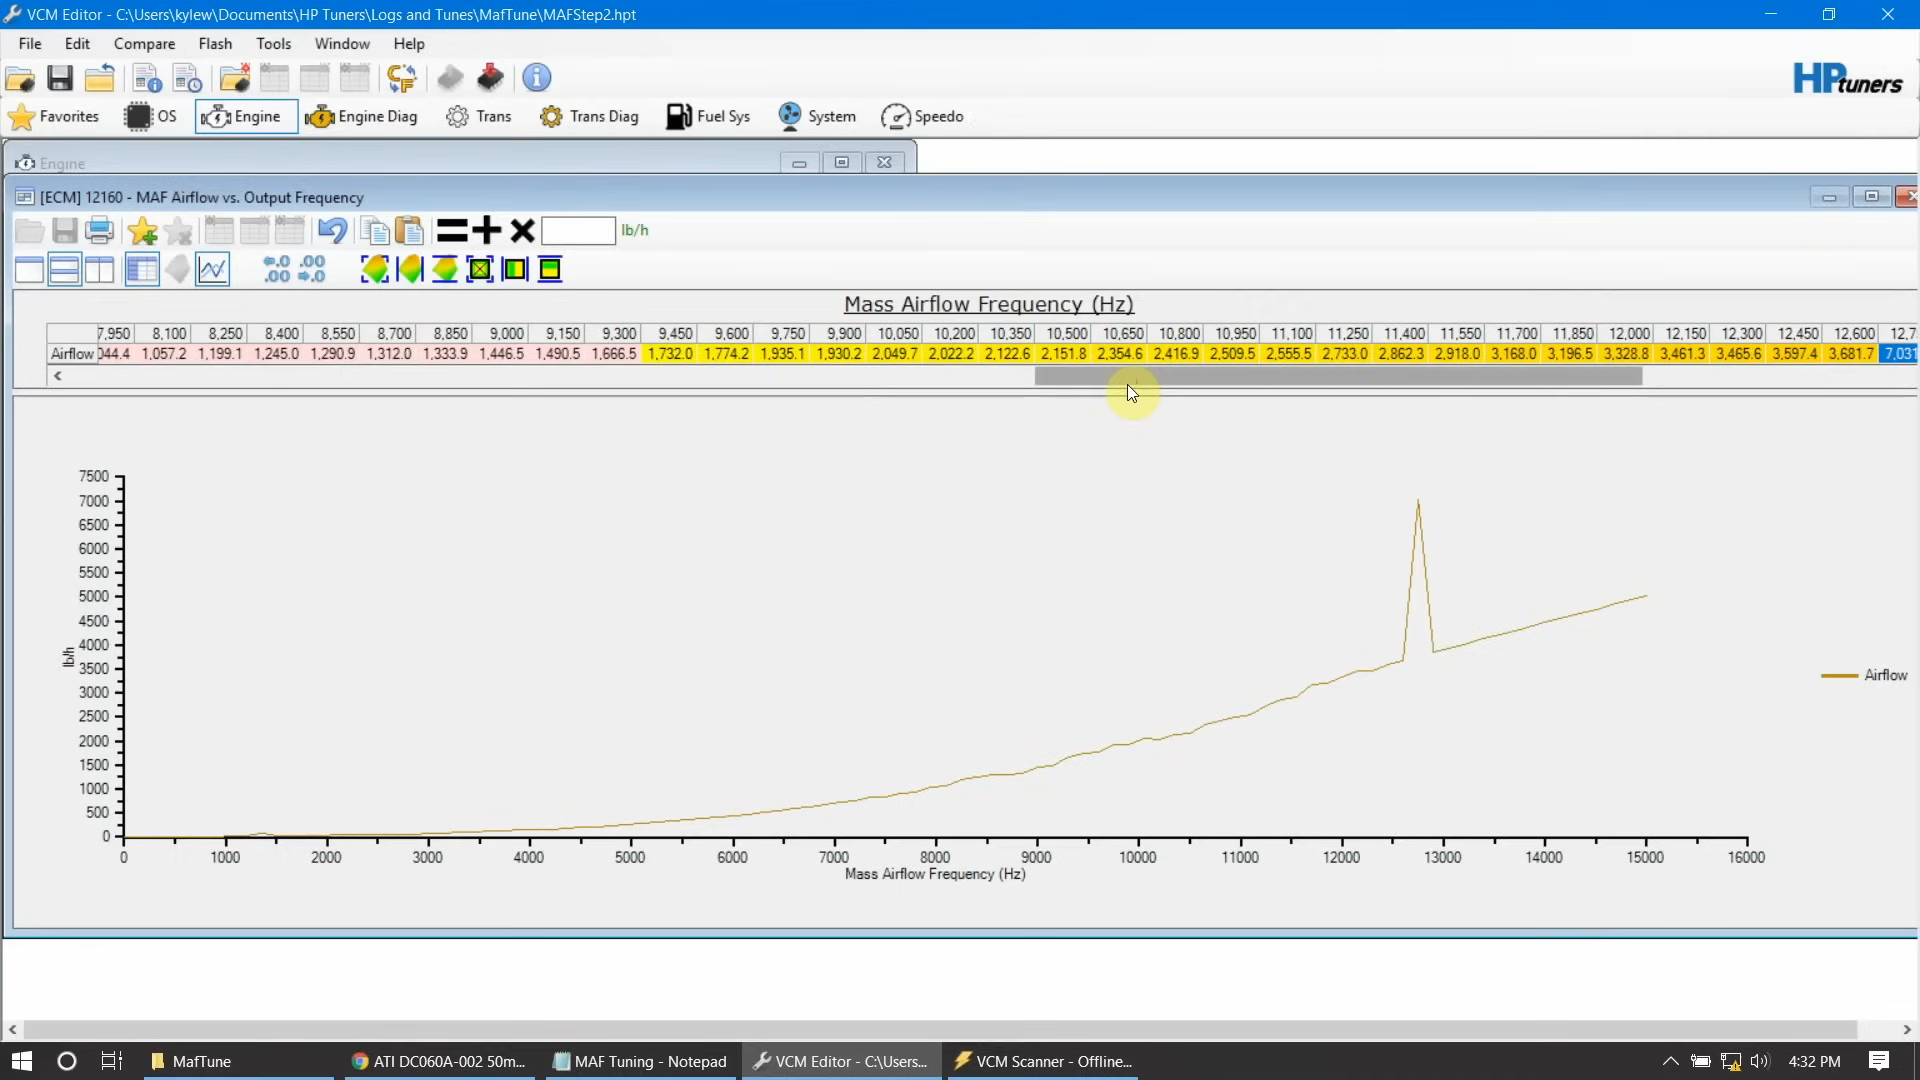 VCM Editor - C:\Users\kylew\Documents\HP Tuners\Logs and Tunes\MafTune\MAFStep2.hpt
File Edit Compare Flash Tools Window Help
HPtuners
Favorites OS Engine Engine Diag Trans Trans Diag Fuel Sys System Speedo
Engine
[ECM] 12160 - MAF Airflow vs. Output Frequency
lb/h
Mass Airflow Frequency (Hz)
7,950 8,100 8,250 8,400 8,550 8,700 8,850 9,000 9,150 9,300 9,450 9,600 9,750 9,900 10,050 10,200 10,350 10,500 10,650 10,800 10,950 11,100 11,250 11,400 11,550 11,700 11,850 12,000 12,150 12,300 12,450 12,600 12,7
Airflow 044.4 1,057.2 1,199.1 1,245.0 1,290.9 1,312.0 1,333.9 1,446.5 1,490.5 1,666.5 1,732.0 1,774.2 1,935.1 1,930.2 2,049.7 2,022.2 2,122.6 2,151.8 2,354.6 2,416.9 2,509.5 2,555.5 2,733.0 2,862.3 2,918.0 3,168.0 3,196.5 3,328.8 3,461.3 3,465.6 3,597.4 3,681.7 7,031
7500
7000
6500
6000
5500
5000
4500
4000
3500
3000
2500
2000
1500
1000
500
0
lb/h
Airflow
0 1000 2000 3000 4000 5000 6000 7000 8000 9000 10000 11000 12000 13000 14000 15000 16000
Mass Airflow Frequency (Hz)
MafTune ATI DC060A-002 50m... MAF Tuning - Notepad VCM Editor - C:\Users... VCM Scanner - Offline... 4:32 PM